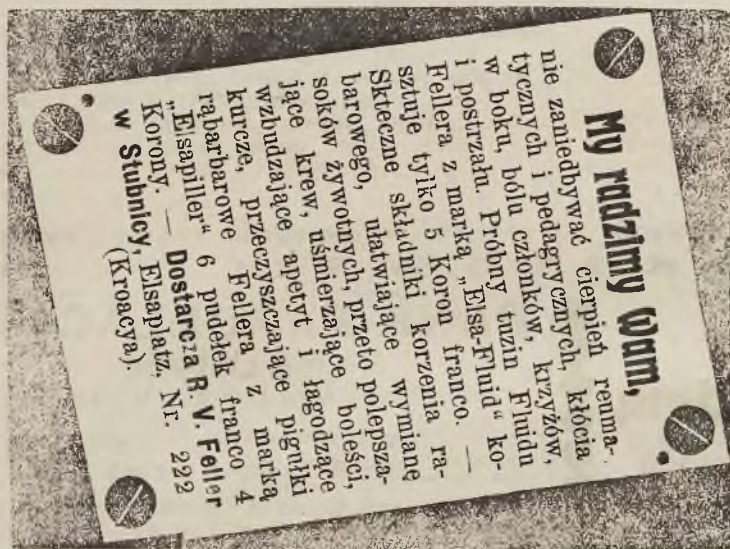 My radzimy Wam,
nie zaniedbywać cierpień reuma-
tycznych i pedagrycznych, kłócia
w boku, bólu członków, krzyżów,
i postrzału. Próbny tuzin Fluidu
Fellera z marką „Elsa-Fluid“ ko-
sztuje tylko 5 Koron franco. —
Skteczne składniki korzenia ra-
barowego, ułatwiające wymianę
soków żywotnych, przeto polepsza-
jące krew, uśmierzające boleści,
wzbudzające apetyt i łagodzące
kurcze, przeczyszczające pigułki
rąbarbarowe Fellera z marką
„Elsapiller“ 6 pudełek franco 4
Korony. — Dostarcza R. V. Feller
w Stubnicy, Elsaplatz. Nr. 222
(Kroacya).